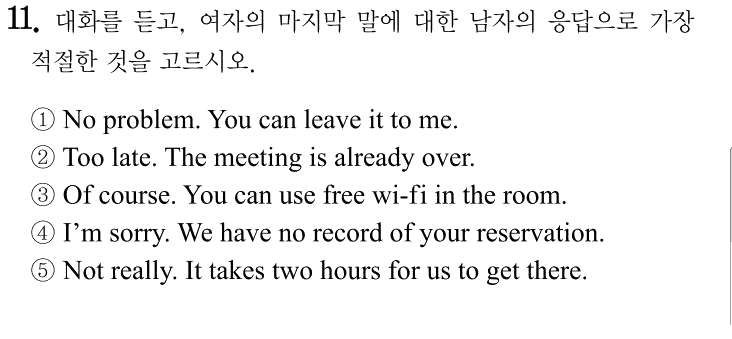 11. 대화를 듣고, 여자의 마지막 말에 대한 남자의 응답으로 가장
적절한 것을 고르시오.
① No problem. You can leave it to me.
② Too late. The meeting is already over.
③ Of course. You can use free wi-fi in the room.
④ I'm sorry. We have no record of your reservation.
⑤ Not really. It takes two hours for us to get there.